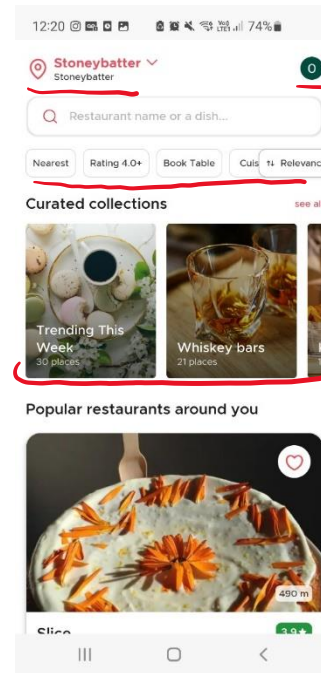 12:20 74%
Stoneybatter
Stoneybatter
O
Restaurant name or a dish...
Nearest Rating 4.0+ Book Table Cuis Relevanc
Curated collections see al
Trending This
Week
30 places
Whiskey bars
21 places
Popular restaurants around you
490 m
Slice 3.9★